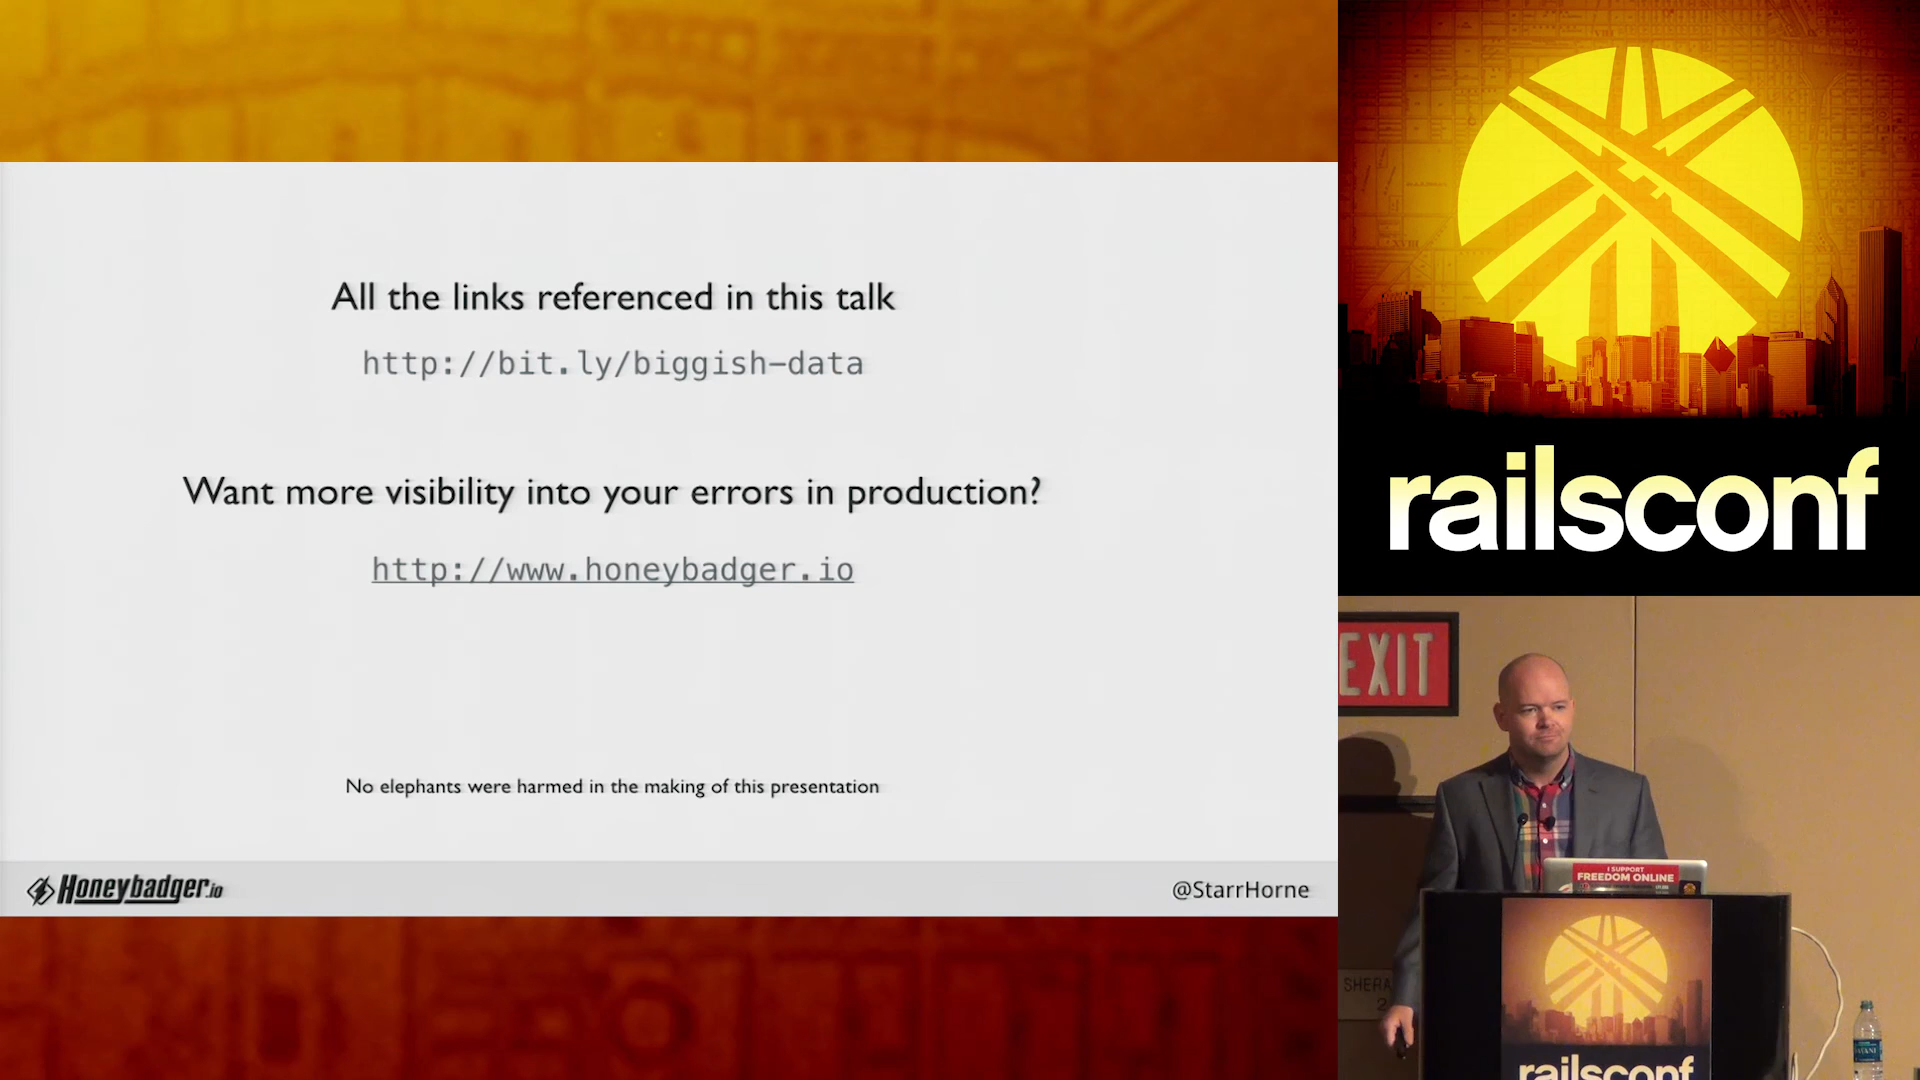 All the links referenced in this talk
http://bit.ly/biggish-data
Want more visibility into your errors in production?
http://www.honeybadger.io
No elephants were harmed in the making of this presentation
Honeybadger.io
@StarrHorne
railsconf
EXIT
I SUPPORT
FREEDOM ONLINE
SHERA
2
railsconf